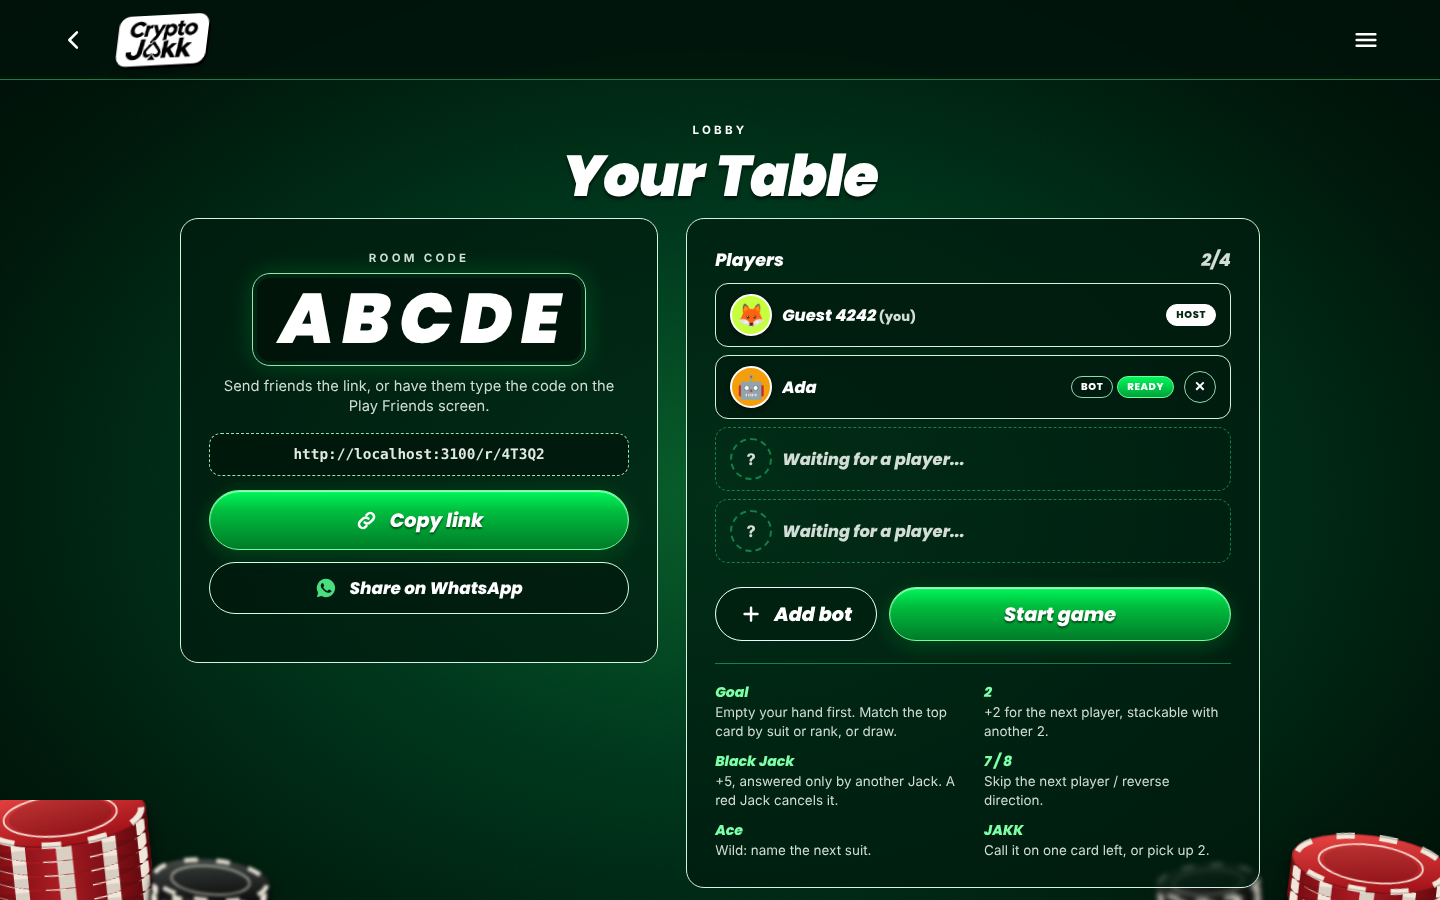 Crypto
Jakk
LOBBY
Your Table
ROOM CODE
ABCDE
Send friends the link, or have them type the code on the
Play Friends screen.
http://localhost:3100/r/4T3Q2
Copy link
Share on WhatsApp
Players
2/4
Guest 4242 (you)
HOST
Ada
BOT
READY
?
Waiting for a player...
?
Waiting for a player...
Add bot
Start game
Goal
Empty your hand first. Match the top
card by suit or rank, or draw.
2
+2 for the next player, stackable with
another 2.
Black Jack
+5, answered only by another Jack. A
red Jack cancels it.
7 / 8
Skip the next player / reverse
direction.
Ace
Wild: name the next suit.
JAKK
Call it on one card left, or pick up 2.